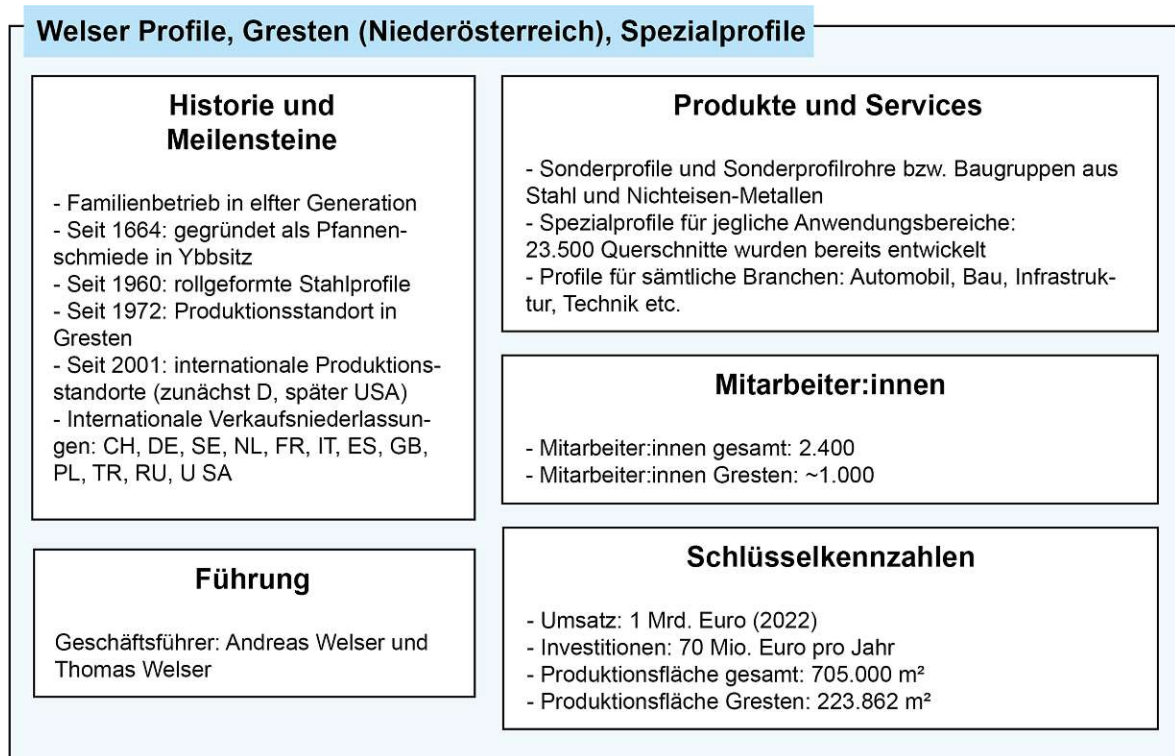 Welser Profile, Gresten (Niederösterreich), Spezialprofile
Historie und
Meilensteine
- Familienbetrieb in elfter Generation
- Seit 1664: gegründet als Pfannen-
schmiede in Ybbsitz
- Seit 1960: rollgeformte Stahlprofile
- Seit 1972: Produktionsstandort in
Gresten
- Seit 2001: internationale Produktions-
standorte (zunächst D, später USA)
- Internationale Verkaufsniederlassun-
gen: CH, DE, SE, NL, FR, IT, ES, GB,
PL, TR, RU, U SA
Führung
Geschäftsführer: Andreas Welser und
Thomas Welser
Produkte und Services
- Sonderprofile und Sonderprofilrohre bzw. Baugruppen aus
Stahl und Nichteisen-Metallen
- Spezialprofile für jegliche Anwendungsbereiche:
23.500 Querschnitte wurden bereits entwickelt
- Profile für sämtliche Branchen: Automobil, Bau, Infrastruk-
tur, Technik etc.
Mitarbeiter:innen
- Mitarbeiter:innen gesamt: 2.400
- Mitarbeiter:innen Gresten: ~1.000
Schlüsselkennzahlen
- Umsatz: 1 Mrd. Euro (2022)
- Investitionen: 70 Mio. Euro pro Jahr
- Produktionsfläche gesamt: 705.000 m²
- Produktionsfläche Gresten: 223.862 m²